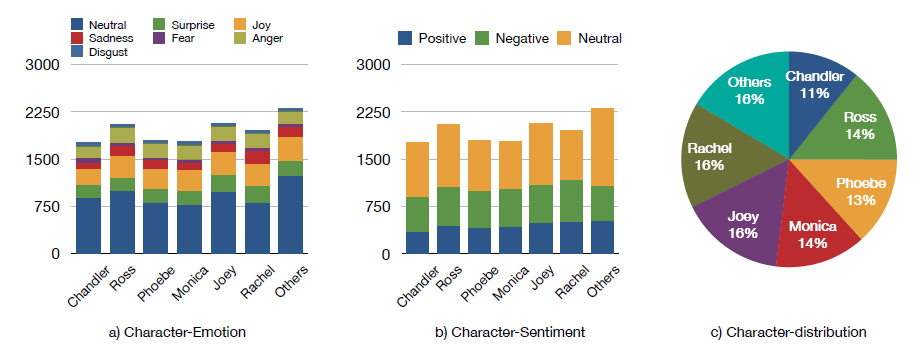 Neutral Surprise Joy
Sadness Fear Anger
Disgust
3000
2250
1500
750
0
Chandler Ross Phoebe Monica Joey Rachel Others
a) Character-Emotion
Positive Negative Neutral
3000
2250
1500
750
0
Chandler Ross Phoebe Monica Joey Rachel Others
b) Character-Sentiment
Chandler
11%
Ross
14%
Phoebe
13%
Monica
14%
Joey
16%
Rachel
16%
Others
16%
c) Character-distribution